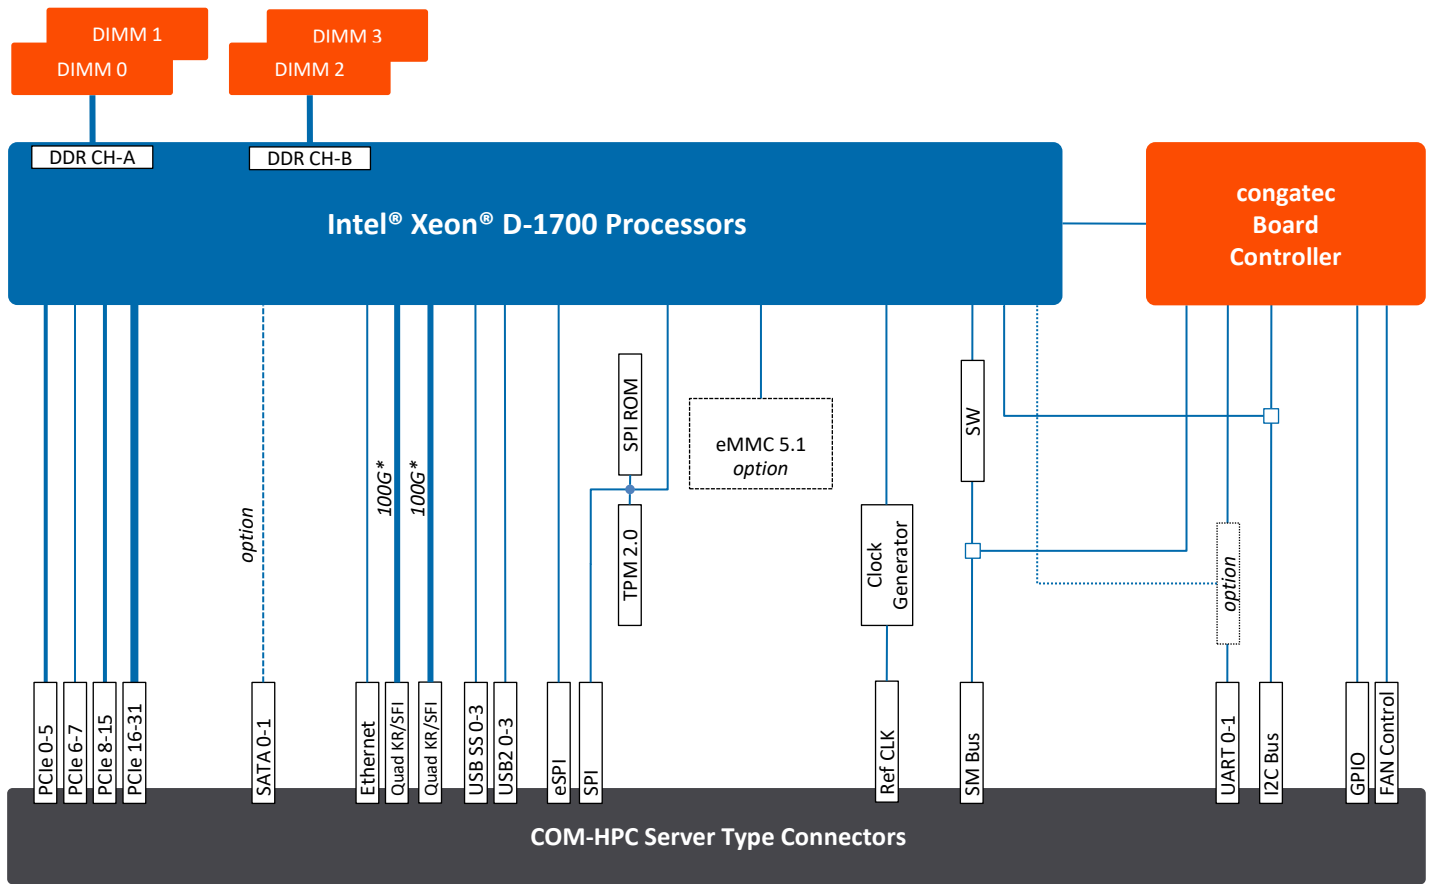 DIMM 1
DIMM 0
DIMM 3
DIMM 2
DDR CH-A
DDR CH-B
Intel® Xeon® D-1700 Processors
congatec
Board
Controller
option
100G*
100G*
SPI ROM
TPM 2.0
eMMC 5.1
option
Clock
Generator
SW
option
PCIe 0-5
PCIe 6-7
PCIe 8-15
PCIe 16-31
SATA 0-1
Ethernet
Quad KR/SFI
Quad KR/SFI
USB SS 0-3
USB2 0-3
eSPI
SPI
Ref CLK
SM Bus
UART 0-1
I2C Bus
GPIO
FAN Control
COM-HPC Server Type Connectors